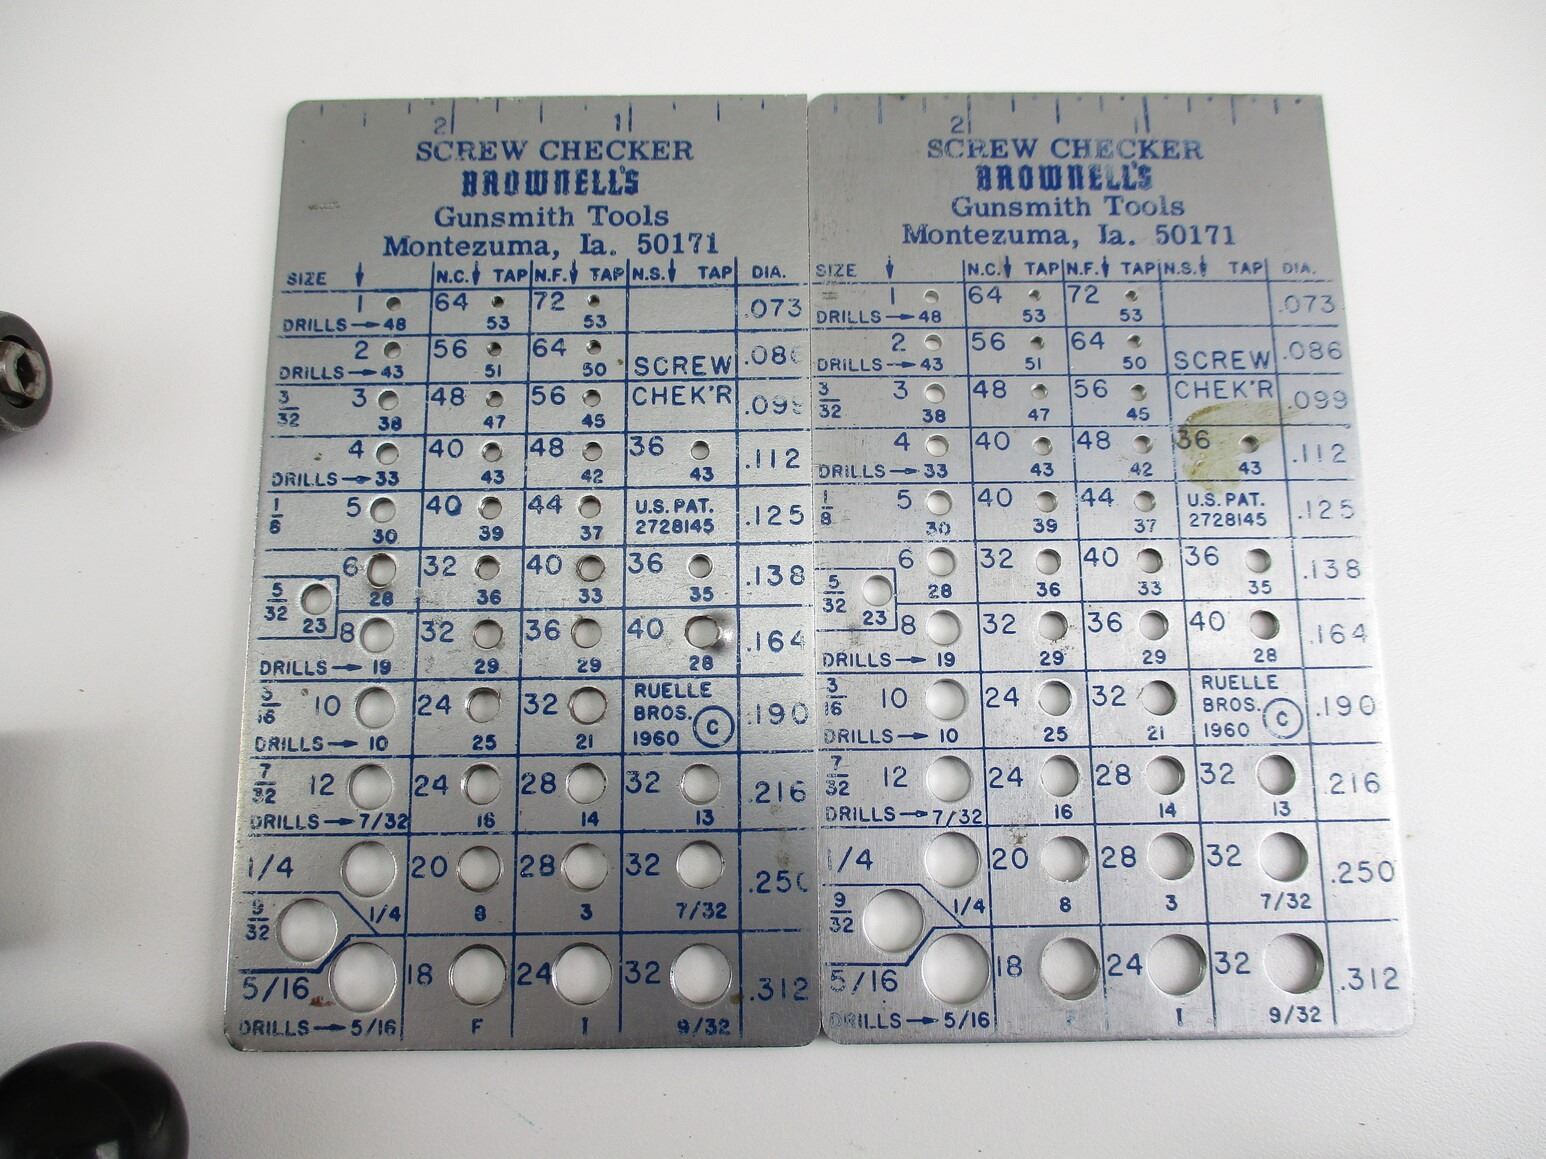 2 1
SCREW CHECKER
BROWNELL'S
Gunsmith Tools
Montezuma, Ia. 50171
SIZE N.C. TAP N.F. TAP N.S. TAP DIA.
1 64 72 .073
DRILLS→48 53 53
2 56 64 .086
DRILLS→43 51 50 SCREW
3/32 3 48 56 CHEK'R .099
38 47 45
4 40 48 36 .112
DRILLS→33 43 42 43
1/8 5 40 44 U.S. PAT. .125
30 39 37 2728145
6 32 40 36 .138
5/32 23 28 36 33 35
8 32 36 40 .164
DRILLS→19 29 29 28
3/16 10 24 32 RUELLE BROS. 1960 © .190
DRILLS→10 25 21
7/32 12 24 28 32 .216
DRILLS→7/32 16 14 13
1/4 20 28 32 .250
9/32 1/4 8 3 7/32
5/16 18 24 32 .312
DRILLS→5/16 F I 9/32
2 1
SCREW CHECKER
BROWNELL'S
Gunsmith Tools
Montezuma, Ia. 50171
SIZE N.C. TAP N.F. TAP N.S. TAP DIA.
1 64 72 .073
DRILLS→48 53 53
2 56 64 .086
DRILLS→43 51 50 SCREW
3/32 3 48 56 CHEK'R .099
38 47 45
4 40 48 36 .112
DRILLS→33 43 42 43
1/8 5 40 44 U.S. PAT. .125
30 39 37 2728145
6 32 40 36 .138
5/32 23 28 36 33 35
8 32 36 40 .164
DRILLS→19 29 29 28
3/16 10 24 32 RUELLE BROS. 1960 © .190
DRILLS→10 25 21
7/32 12 24 28 32 .216
DRILLS→7/32 16 14 13
1/4 20 28 32 .250
9/32 1/4 8 3 7/32
5/16 18 24 32 .312
DRILLS→5/16 F I 9/32